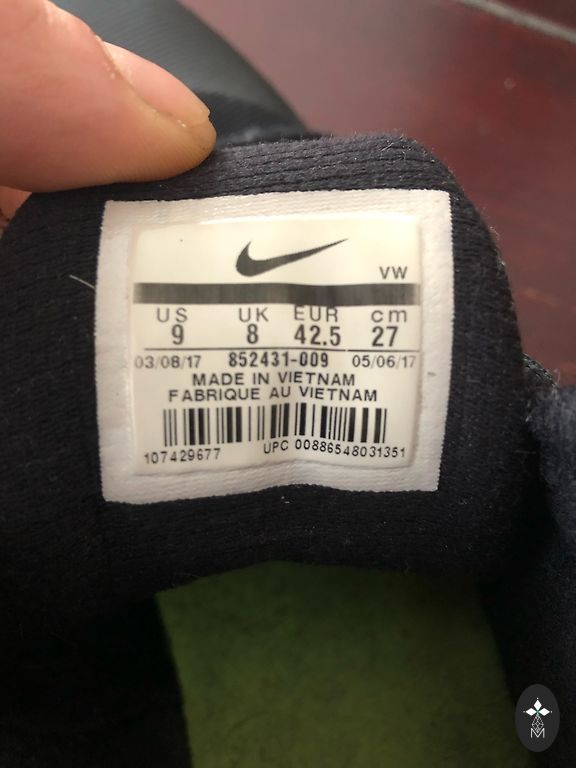 VW
US UK EUR cm
9 8 42.5 27
03/08/17 852431-009 05/06/17
MADE IN VIETNAM
FABRIQUE AU VIETNAM
107429677 UPC 00886548031351
M